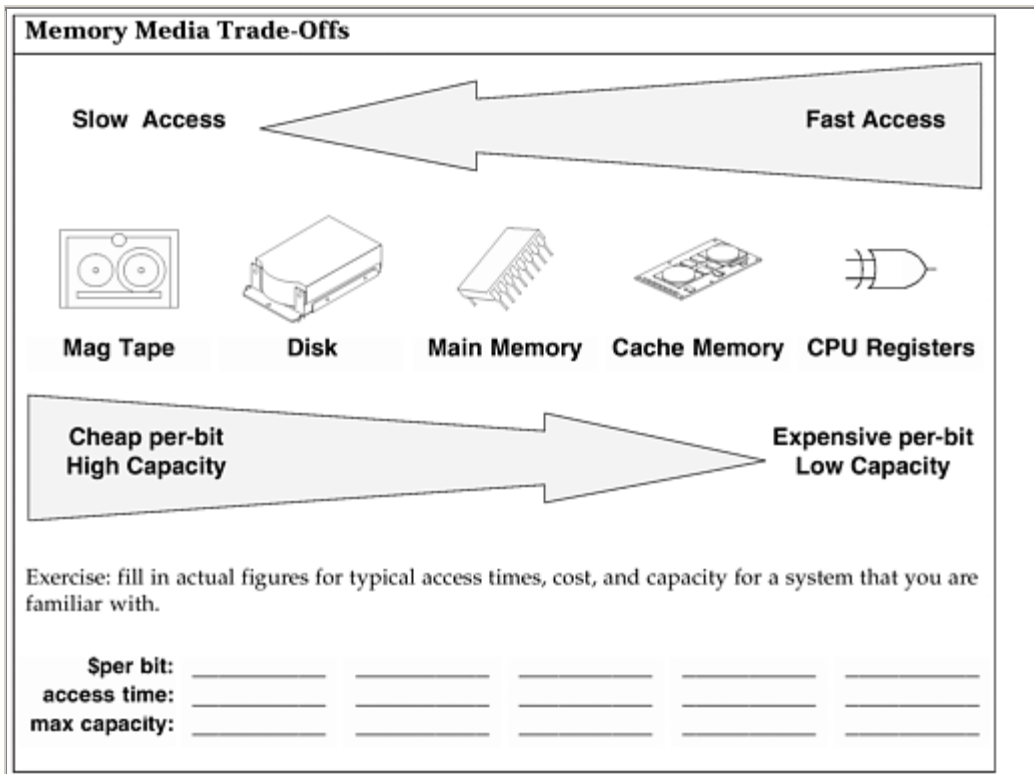 Memory Media Trade-Offs
Slow Access
Fast Access
Mag Tape
Disk
Main Memory
Cache Memory
CPU Registers
Cheap per-bit
High Capacity
Expensive per-bit
Low Capacity
Exercise: fill in actual figures for typical access times, cost, and capacity for a system that you are
familiar with.
$per bit:
access time:
max capacity: